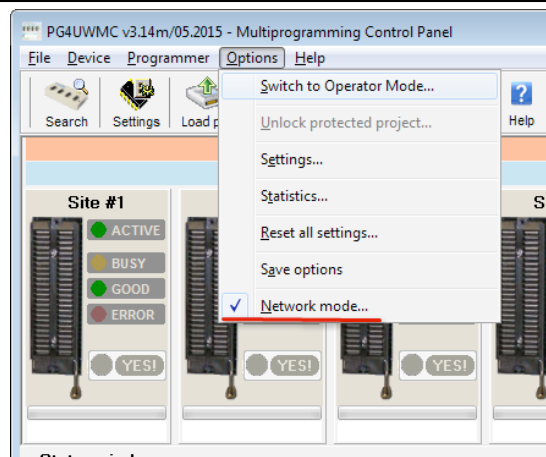 PG4UWMC v3.14m/05.2015 - Multiprogramming Control Panel
File Device Programmer Options Help
Search Settings Load p Help
Switch to Operator Mode...
Unlock protected project...
Settings...
Statistics...
Reset all settings...
Save options
Network mode...
Site #1 S
ACTIVE
BUSY
GOOD
ERROR
YES! YES! YES!